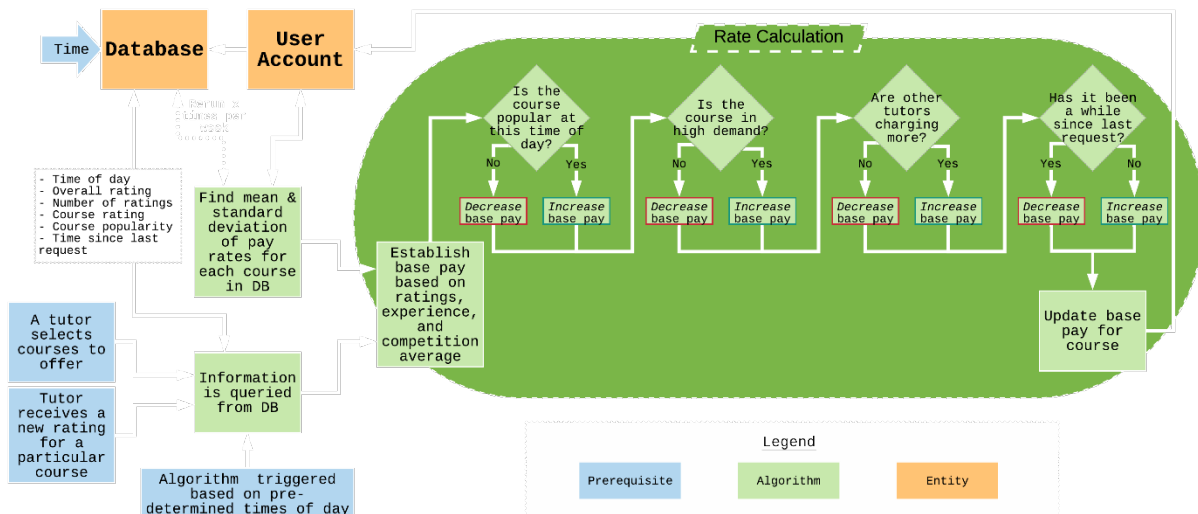 Time
Database
User
Account
Rerun x
times per
week
- Time of day
- Overall rating
- Number of ratings
- Course rating
- Course popularity
- Time since last
request
Find mean &
standard
deviation
of pay
rates for
each course
in DB
A tutor
selects
courses to
offer
Tutor
receives a
new rating
for a
particular
course
Information
is queried
from DB
Algorithm triggered
based on pre-
determined times of day
Rate Calculation
Establish
base pay
based on
ratings,
experience,
and
competition
average
Is the
course
popular at
this time of
day?
No
Yes
Decrease
base pay
Increase
base pay
Is the
course in
high demand?
No
Yes
Decrease
base pay
Increase
base pay
Are other
tutors
charging
more?
No
Yes
Decrease
base pay
Increase
base pay
Has it been
a while
since last
request?
Yes
No
Decrease
base pay
Increase
base pay
Update base
pay for
course
Legend
Prerequisite
Algorithm
Entity